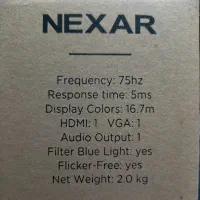 NEXAR
Frequency: 75hz
Response time: 5ms
Display Colors: 16.7m
HDMI: 1 VGA: 1
Audio Output: 1
Filter Blue Light: yes
Flicker-Free: yes
Net Weight: 2.0 kg